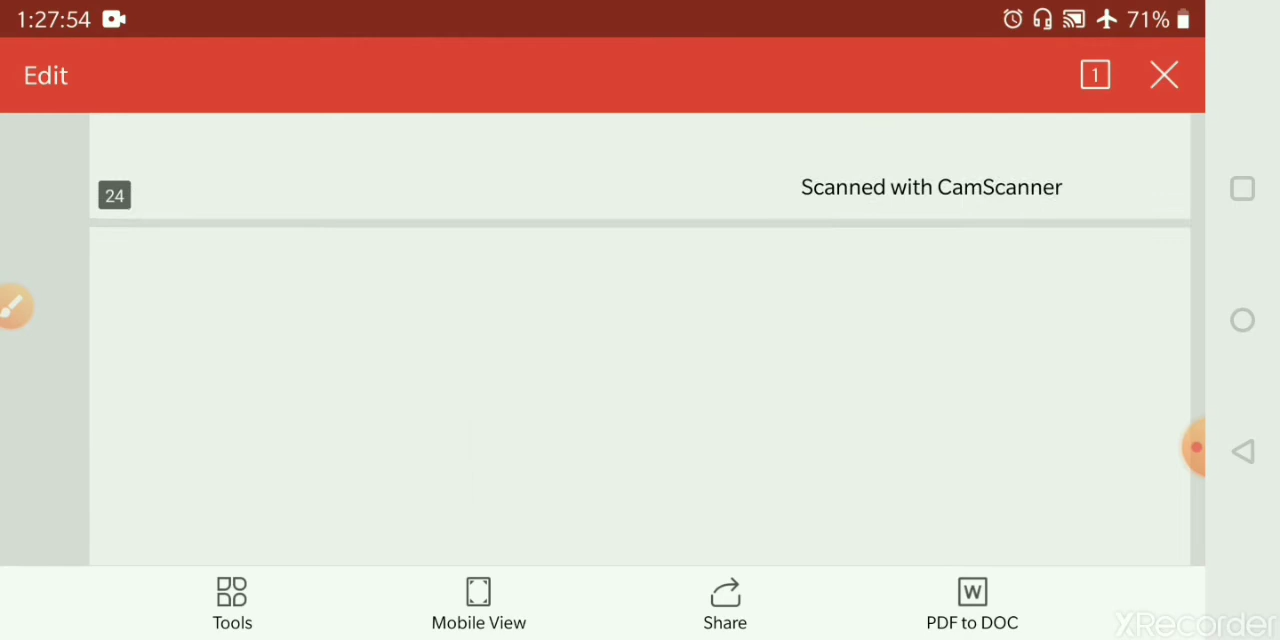 1:27:54
71%
Edit
1
24
Scanned with CamScanner
W
Tools
Mobile View
Share
PDF to DOC
XRecorder